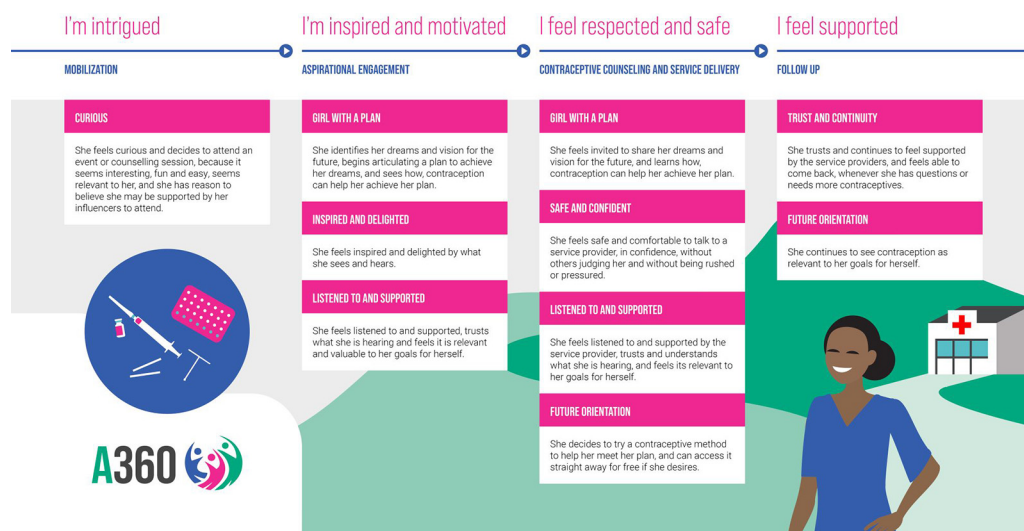 I'm intrigued
MOBILIZATION
CURIOUS
She feels curious and decides to attend an
event or counselling session, because it
seems interesting, fun and easy, seems
relevant to her, and she has reason to
believe she may be supported by her
influencers to attend.
A360
I'm inspired and motivated
ASPIRATIONAL ENGAGEMENT
GIRL WITH A PLAN
She identifies her dreams and vision for the
future, begins articulating a plan to achieve
her dreams, and sees how, contraception
can help her achieve her plan.
INSPIRED AND DELIGHTED
She feels inspired and delighted by what
she sees and hears.
LISTENED TO AND SUPPORTED
She feels listened to and supported, trusts
what she is hearing and feels it is relevant
and valuable to her goals for herself.
I feel respected and safe
CONTRACEPTIVE COUNSELING AND SERVICE DELIVERY
GIRL WITH A PLAN
She feels invited to share her dreams and
vision for the future, and learns how,
contraception can help her achieve her plan.
SAFE AND CONFIDENT
She feels safe and comfortable to talk to a
service provider, in confidence, without
others judging her and without being rushed
or pressured.
LISTENED TO AND SUPPORTED
She feels listened to and supported by the
service provider, trusts and understands
what she is hearing, and feels its relevant to
her goals for herself.
FUTURE ORIENTATION
She decides to try a contraceptive method
to help her meet her plan, and can access it
straight away for free if she desires.
I feel supported
FOLLOW UP
TRUST AND CONTINUITY
She trusts and continues to feel supported
by the service providers, and feels able to
come back, whenever she has questions or
needs more contraceptives.
FUTURE ORIENTATION
She continues to see contraception as
relevant to her goals for herself.